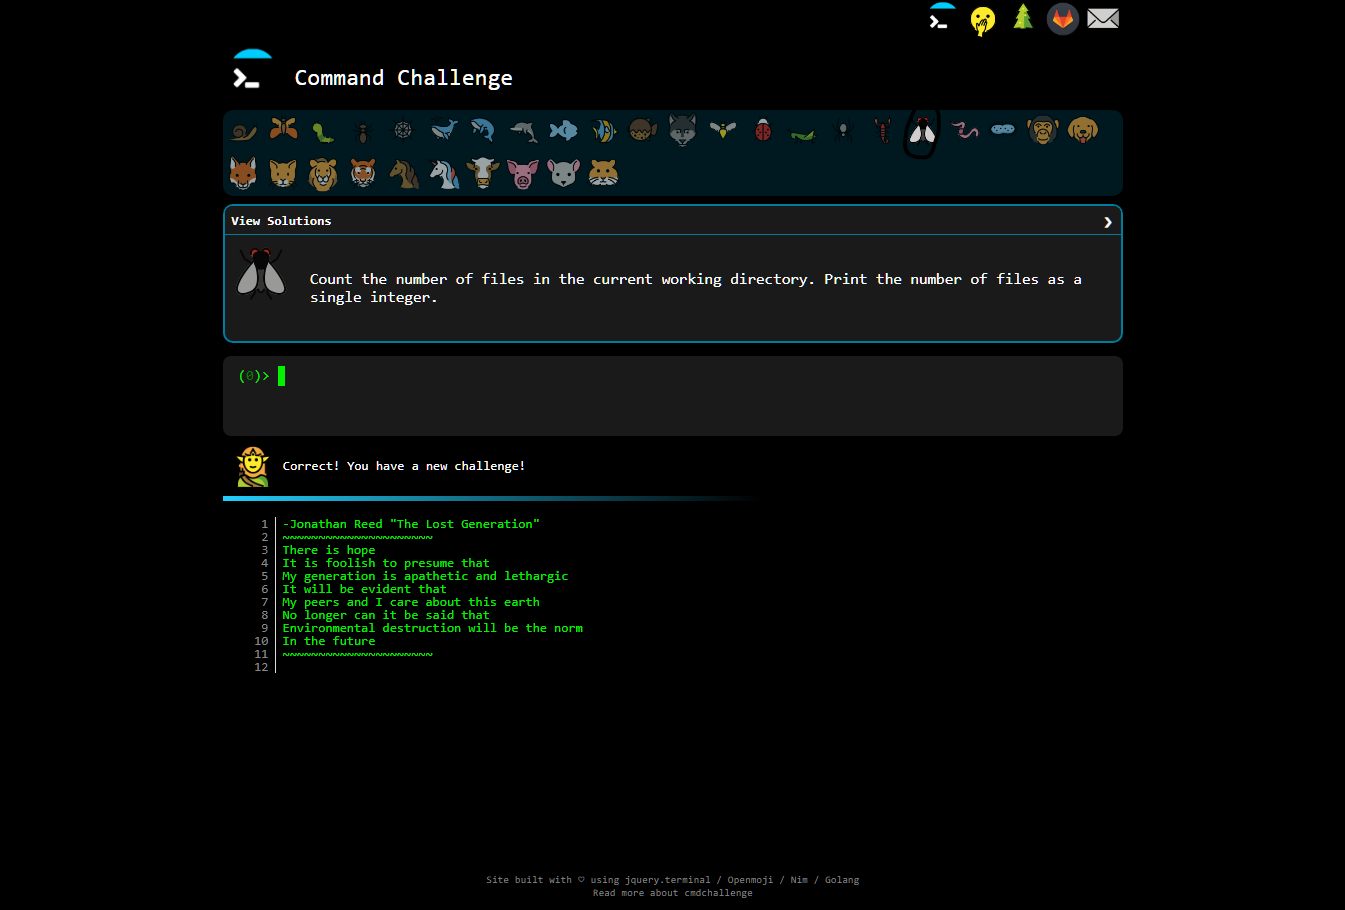 Command Challenge
View Solutions
Count the number of files in the current working directory. Print the number of files as a
single integer.
(0)>
Correct! You have a new challenge!
1 -Jonathan Reed "The Lost Generation"
2 ~~~~~~~~~~~~~~~~~~~~~
3 There is hope
4 It is foolish to presume that
5 My generation is apathetic and lethargic
6 It will be evident that
7 My peers and I care about this earth
8 No longer can it be said that
9 Environmental destruction will be the norm
10 In the future
11 ~~~~~~~~~~~~~~~~~~~~~
12
Site built with ♡ using jquery.terminal / Openmoji / Nim / Golang
Read more about cmdchallenge